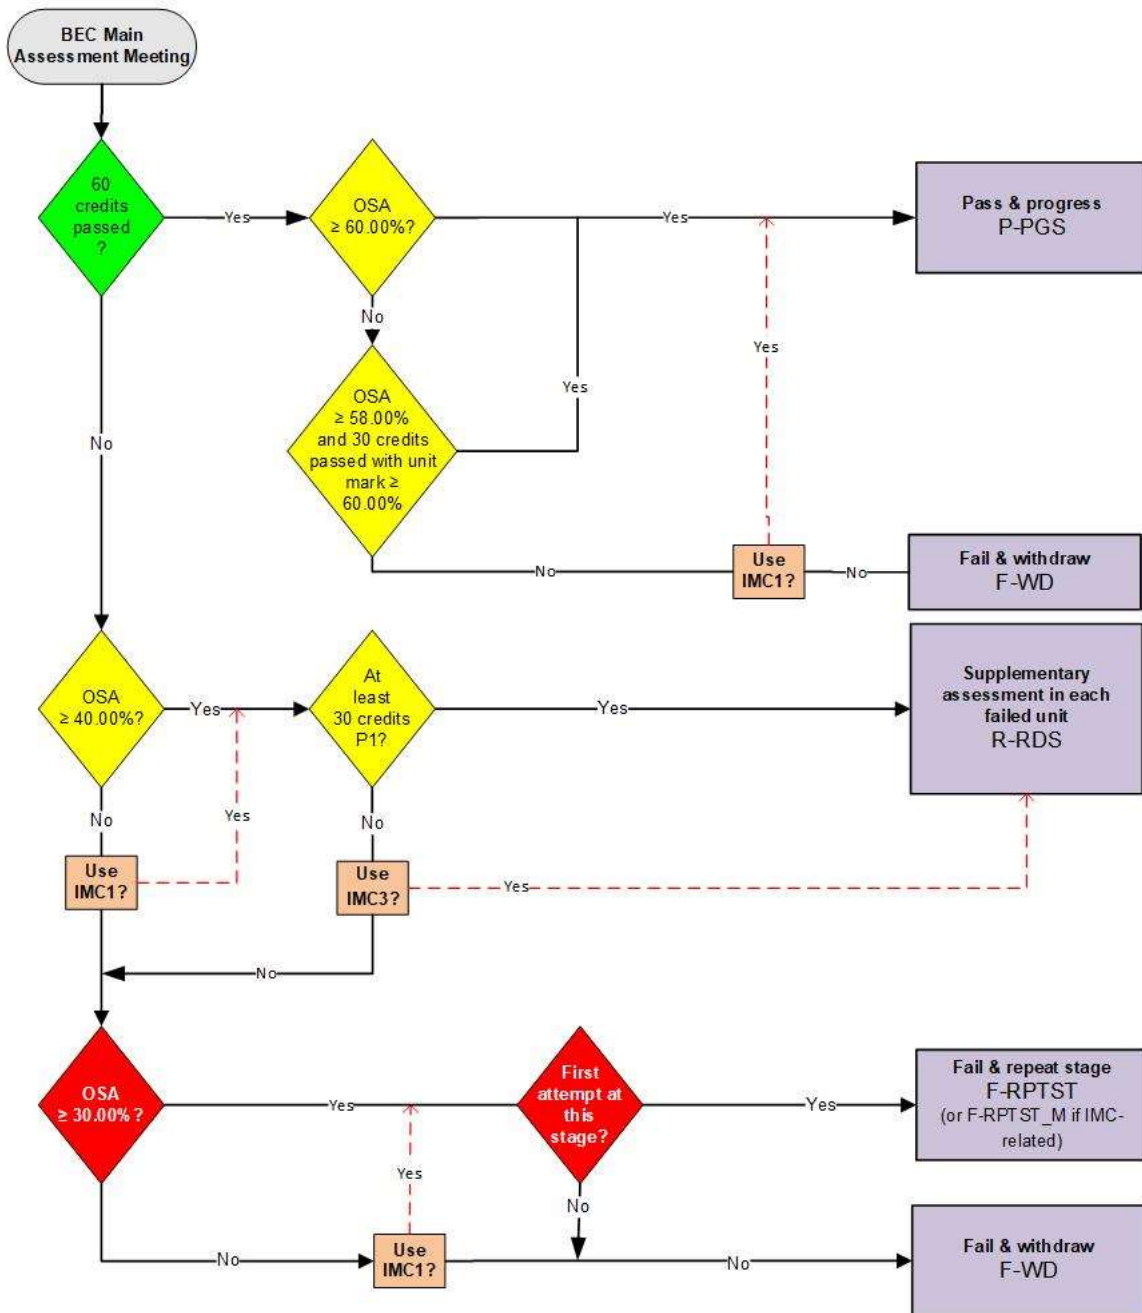 BEC Main
Assessment Meeting
60
credits
passed
?
Yes
OSA
≥ 60.00%?
Yes
Pass & progress
P-PGS
No
Yes
Yes
OSA
≥ 58.00%
and 30 credits
passed with unit
mark ≥
60.00%
No
No
Use
IMC1?
No
Fail & withdraw
F-WD
OSA
≥ 40.00%?
Yes
At
least
30 credits
P1?
Yes
Supplementary
assessment in each
failed unit
R-RDS
No
Yes
No
Use
IMC1?
Use
IMC3?
Yes
No
OSA
≥ 30.00%?
Yes
First
attempt at
this
stage?
Yes
Fail & repeat stage
F-RPTST
(or F-RPTST_M if IMC-
related)
Yes
No
No
Use
IMC1?
No
Fail & withdraw
F-WD